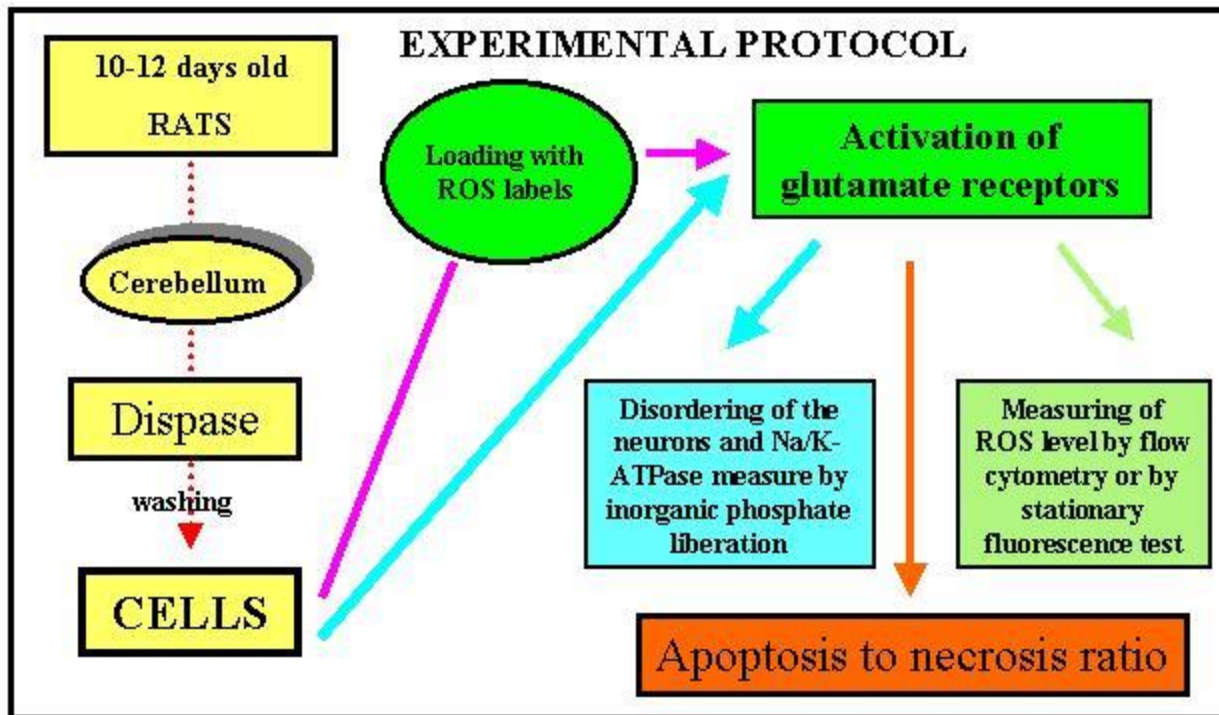 EXPERIMENTAL PROTOCOL
10-12 days old
RATS
Cerebellum
Dispase
washing
CELLS
Loading with
ROS labels
Activation of
glutamate receptors
Disordering of the
neurons and Na/K-
ATPase measure by
inorganic phosphate
liberation
Measuring of
ROS level by flow
cytometry or by
stationary
fluorescence test
Apoptosis to necrosis ratio